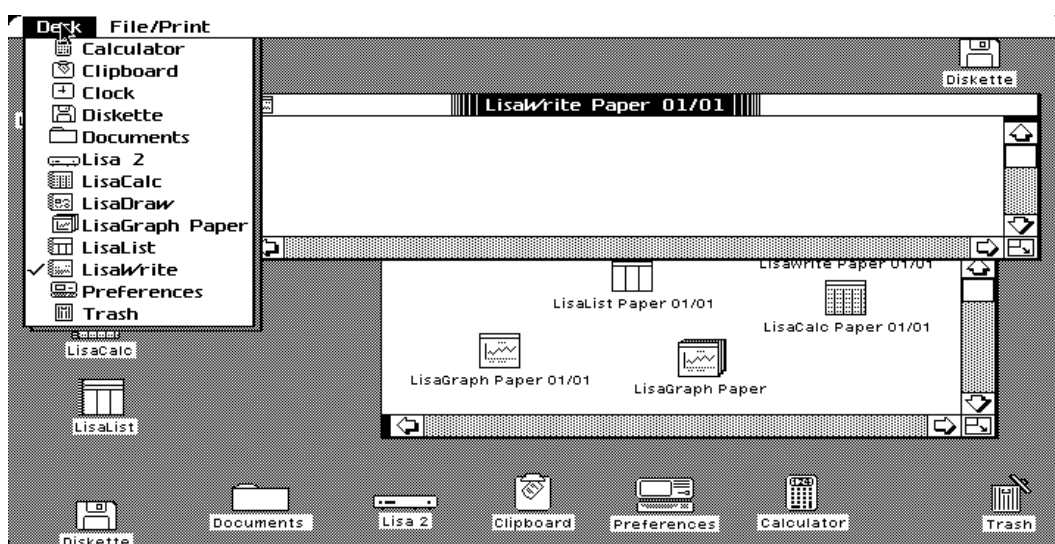 Desk File/Print
Calculator
Clipboard
Clock
Diskette
Documents
Lisa 2
LisaCalc
LisaDraw
LisaGraph Paper
LisaList
LisaWrite
Preferences
Trash
Diskette
LisaWrite Paper 01/01
LisaWrite Paper 01/01
LisaList Paper 01/01
LisaCalc Paper 01/01
LisaGraph Paper 01/01
LisaGraph Paper
LisaCalc
LisaList
Diskette
Documents
Lisa 2
Clipboard
Preferences
Calculator
Trash